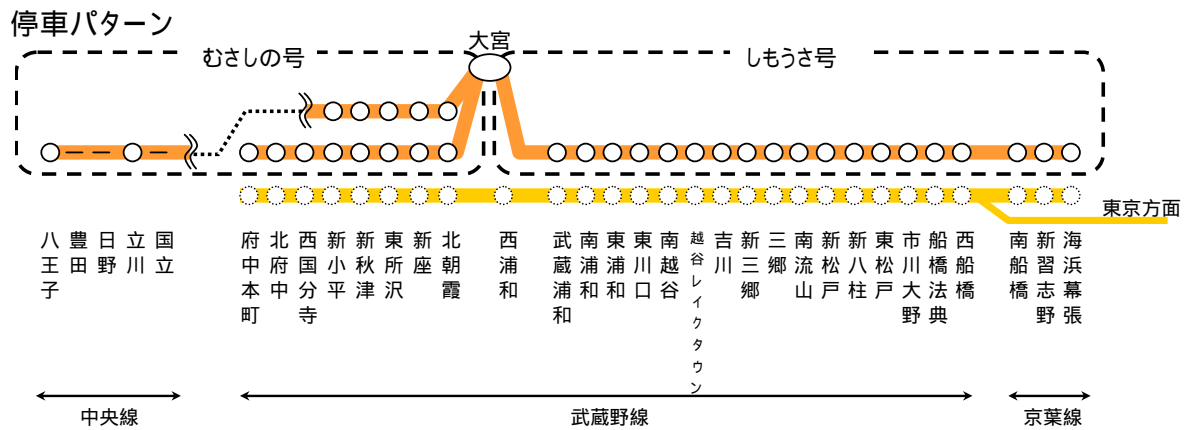 停車パターン
大宮
むさしの号
しもうさ号
東京方面
八王子
豊田
日野
立川
国立
府中本町
北府中
西国分寺
新小平
新秋津
東所沢
新座
北朝霞
西浦和
武蔵浦和
南浦和
東浦和
東川口
南越谷
越谷レイクタウン
吉川
新三郷
三郷
南流山
新松戸
新八柱
東松戸
市川大野
船橋法典
西船橋
南船橋
新習志野
海浜幕張
中央線
武蔵野線
京葉線